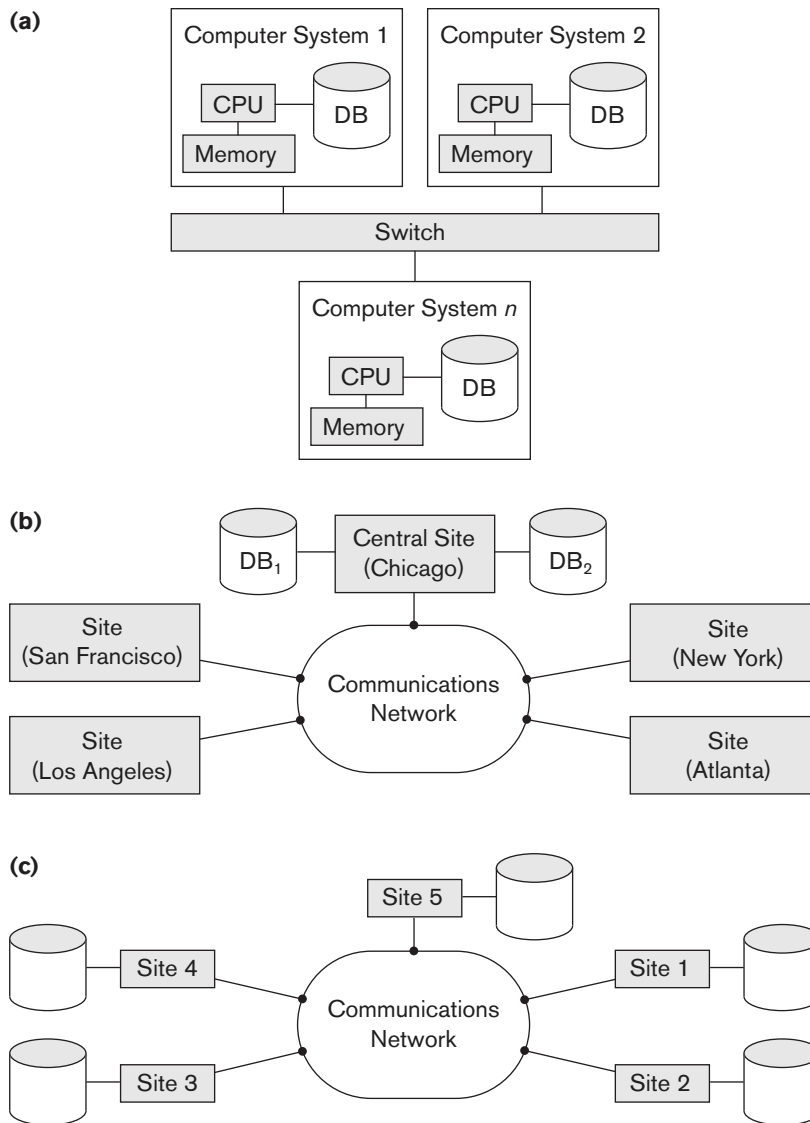 (a)
Computer System 1
CPU
DB
Memory
Computer System 2
CPU
DB
Memory
Switch
Computer System n
CPU
DB
Memory
(b)
DB₁
Central Site
(Chicago)
DB₂
Site
(San Francisco)
Site
(New York)
Communications
Network
Site
(Los Angeles)
Site
(Atlanta)
(c)
Site 5
Site 4
Site 1
Communications
Network
Site 3
Site 2